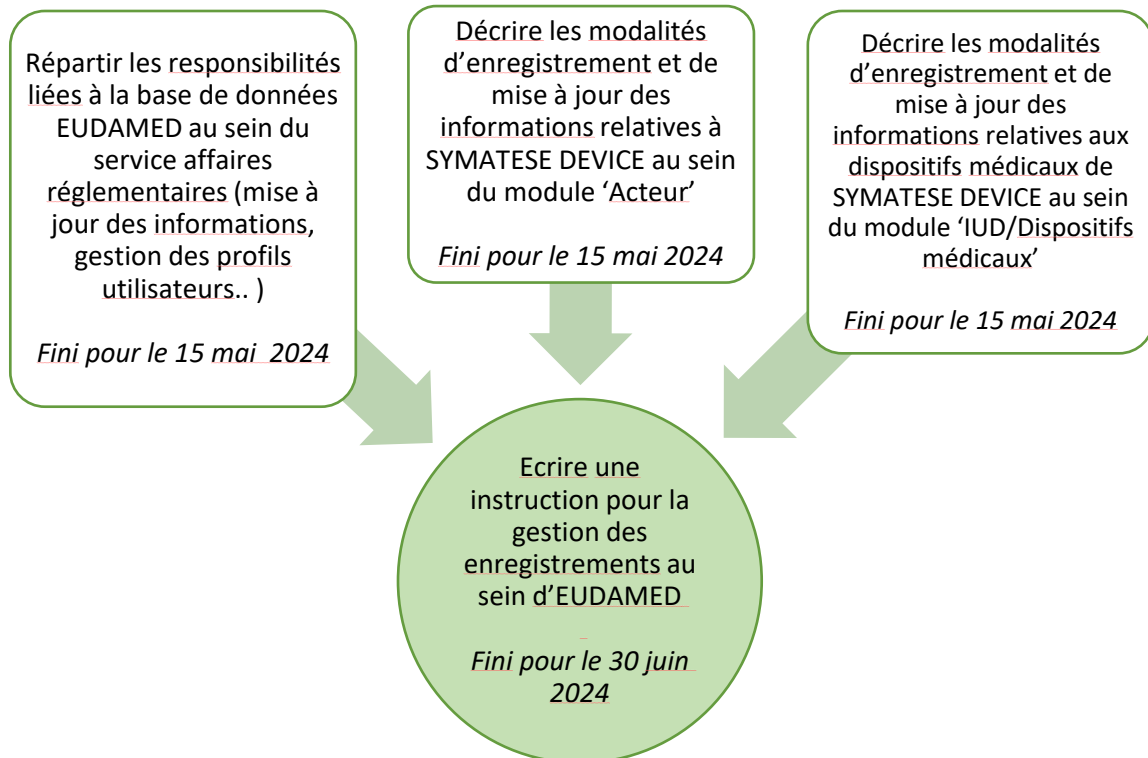 Répartir les responsibilités
liées à la base de données
EUDAMED au sein du
service affaires
réglementaires (mise à
jour des informations,
gestion des profils
utilisateurs.. )
Fini pour le 15 mai 2024
Décrire les modalités
d’enregistrement et de
mise à jour des
informations relatives à
SYMATESE DEVICE au sein
du module ‘Acteur’
Fini pour le 15 mai 2024
Décrire les modalités
d’enregistrement et de
mise à jour des
informations relatives aux
dispositifs médicaux de
SYMATESE DEVICE au sein
du module ‘IUD/Dispositifs
médicaux’
Fini pour le 15 mai 2024
Ecrire une
instruction pour la
gestion des
enregistrements au
sein d’EUDAMED
Fini pour le 30 juin
2024